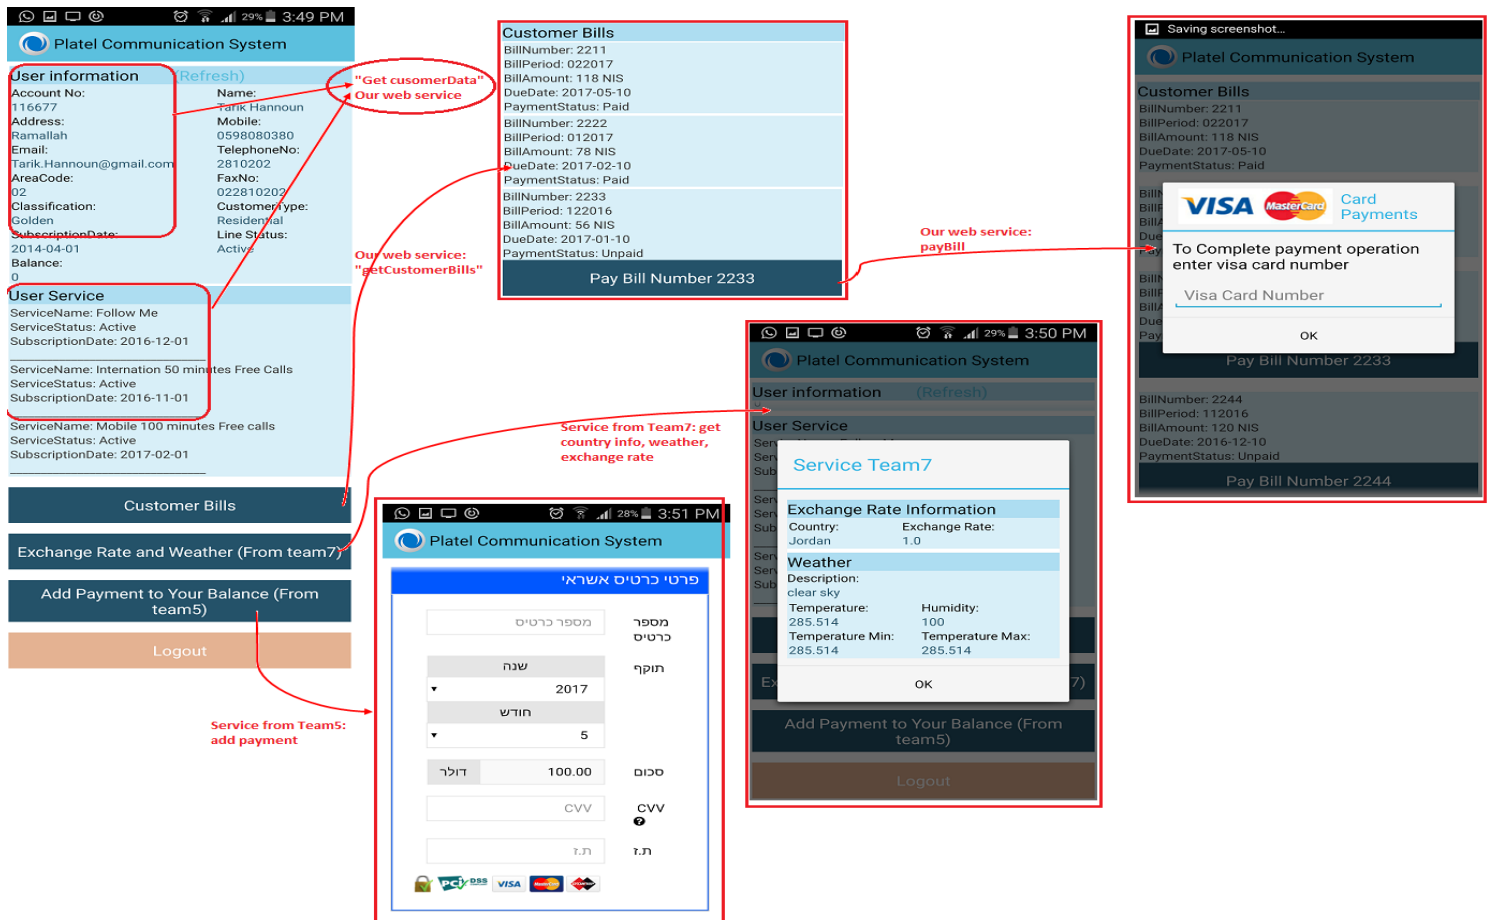 29% 3:49 PM
Platel Communication System
User information (Refresh)
Account No: Name:
116677 Tarik Hannoun
Address: Mobile:
Ramallah 0598080380
Email: TelephoneNo:
Tarik.Hannoun@gmail.com 2810202
AreaCode: FaxNo:
02 022810202
Classification: CustomerType:
Golden Residential
SubscriptionDate: Line Status:
2014-04-01 Active
Balance:
0
User Service
ServiceName: Follow Me
ServiceStatus: Active
SubscriptionDate: 2016-12-01
ServiceName: Internation 50 minutes Free Calls
ServiceStatus: Active
SubscriptionDate: 2016-11-01
ServiceName: Mobile 100 minutes Free calls
ServiceStatus: Active
SubscriptionDate: 2017-02-01
Customer Bills
Exchange Rate and Weather (From team7)
Add Payment to Your Balance (From
team5)
Logout
"Get cusomerData"
Our web service
Our web service:
"getCustomerBills"
Customer Bills
BillNumber: 2211
BillPeriod: 022017
BillAmount: 118 NIS
DueDate: 2017-05-10
PaymentStatus: Paid
BillNumber: 2222
BillPeriod: 012017
BillAmount: 78 NIS
DueDate: 2017-02-10
PaymentStatus: Paid
BillNumber: 2233
BillPeriod: 122016
BillAmount: 56 NIS
DueDate: 2017-01-10
PaymentStatus: Unpaid
Pay Bill Number 2233
Our web service:
payBill
Saving screenshot...
Platel Communication System
Customer Bills
BillNumber: 2211
BillPeriod: 022017
BillAmount: 118 NIS
DueDate: 2017-05-10
PaymentStatus: Paid
VISA MasterCard Card
Payments
To Complete payment operation
enter visa card number
Visa Card Number
OK
Pay Bill Number 2233
BillNumber: 2244
BillPeriod: 112016
BillAmount: 120 NIS
DueDate: 2016-12-10
PaymentStatus: Unpaid
Pay Bill Number 2244
Service from Team7: get
country info, weather,
exchange rate
29% 3:50 PM
Platel Communication System
User information (Refresh)
User Service
Service Team7
Exchange Rate Information
Country: Exchange Rate:
Jordan 1.0
Weather
Description:
clear sky
Temperature: Humidity:
285.514 100
Temperature Min: Temperature Max:
285.514 285.514
OK
Add Payment to Your Balance (From
team5)
Logout
Service from Team5:
add payment
28% 3:51 PM
Platel Communication System
פרטי כרטיס אשראי
מספר כרטיס מספר כרטיס
תוקף שנה
2017
חודש
5
סכום 100.00 דולר
CVV CVV
ת.ז ת.ז
PCI DSS VISA MasterCard